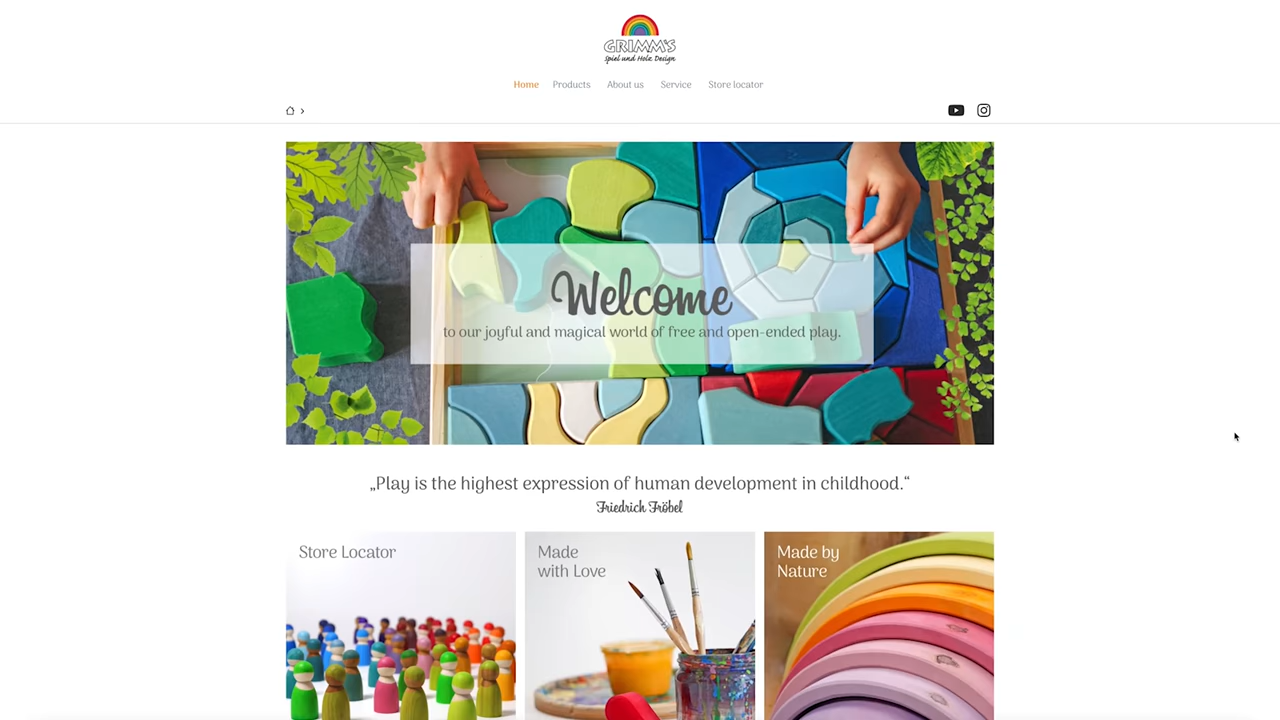 GRIMM'S
Spiel und Holz Design
Home Products About us Service Store locator
Welcome
to our joyful and magical world of free and open-ended play.
„Play is the highest expression of human development in childhood.“
Friedrich Fröbel
Store Locator
Made
with Love
Made by
Nature